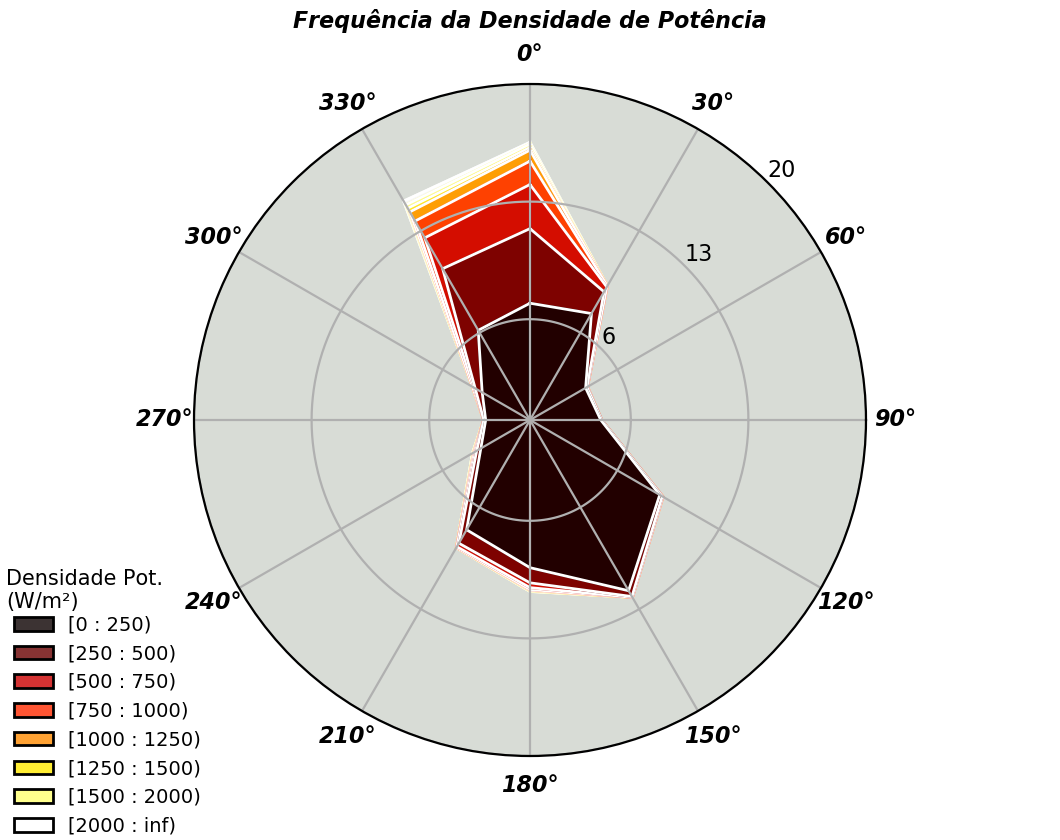 Frequência da Densidade de Potência
0°
30°
60°
90°
120°
150°
180°
210°
240°
270°
300°
330°
20
13
6
Densidade Pot.
(W/m²)
[0 : 250)
[250 : 500)
[500 : 750)
[750 : 1000)
[1000 : 1250)
[1250 : 1500)
[1500 : 2000)
[2000 : inf)